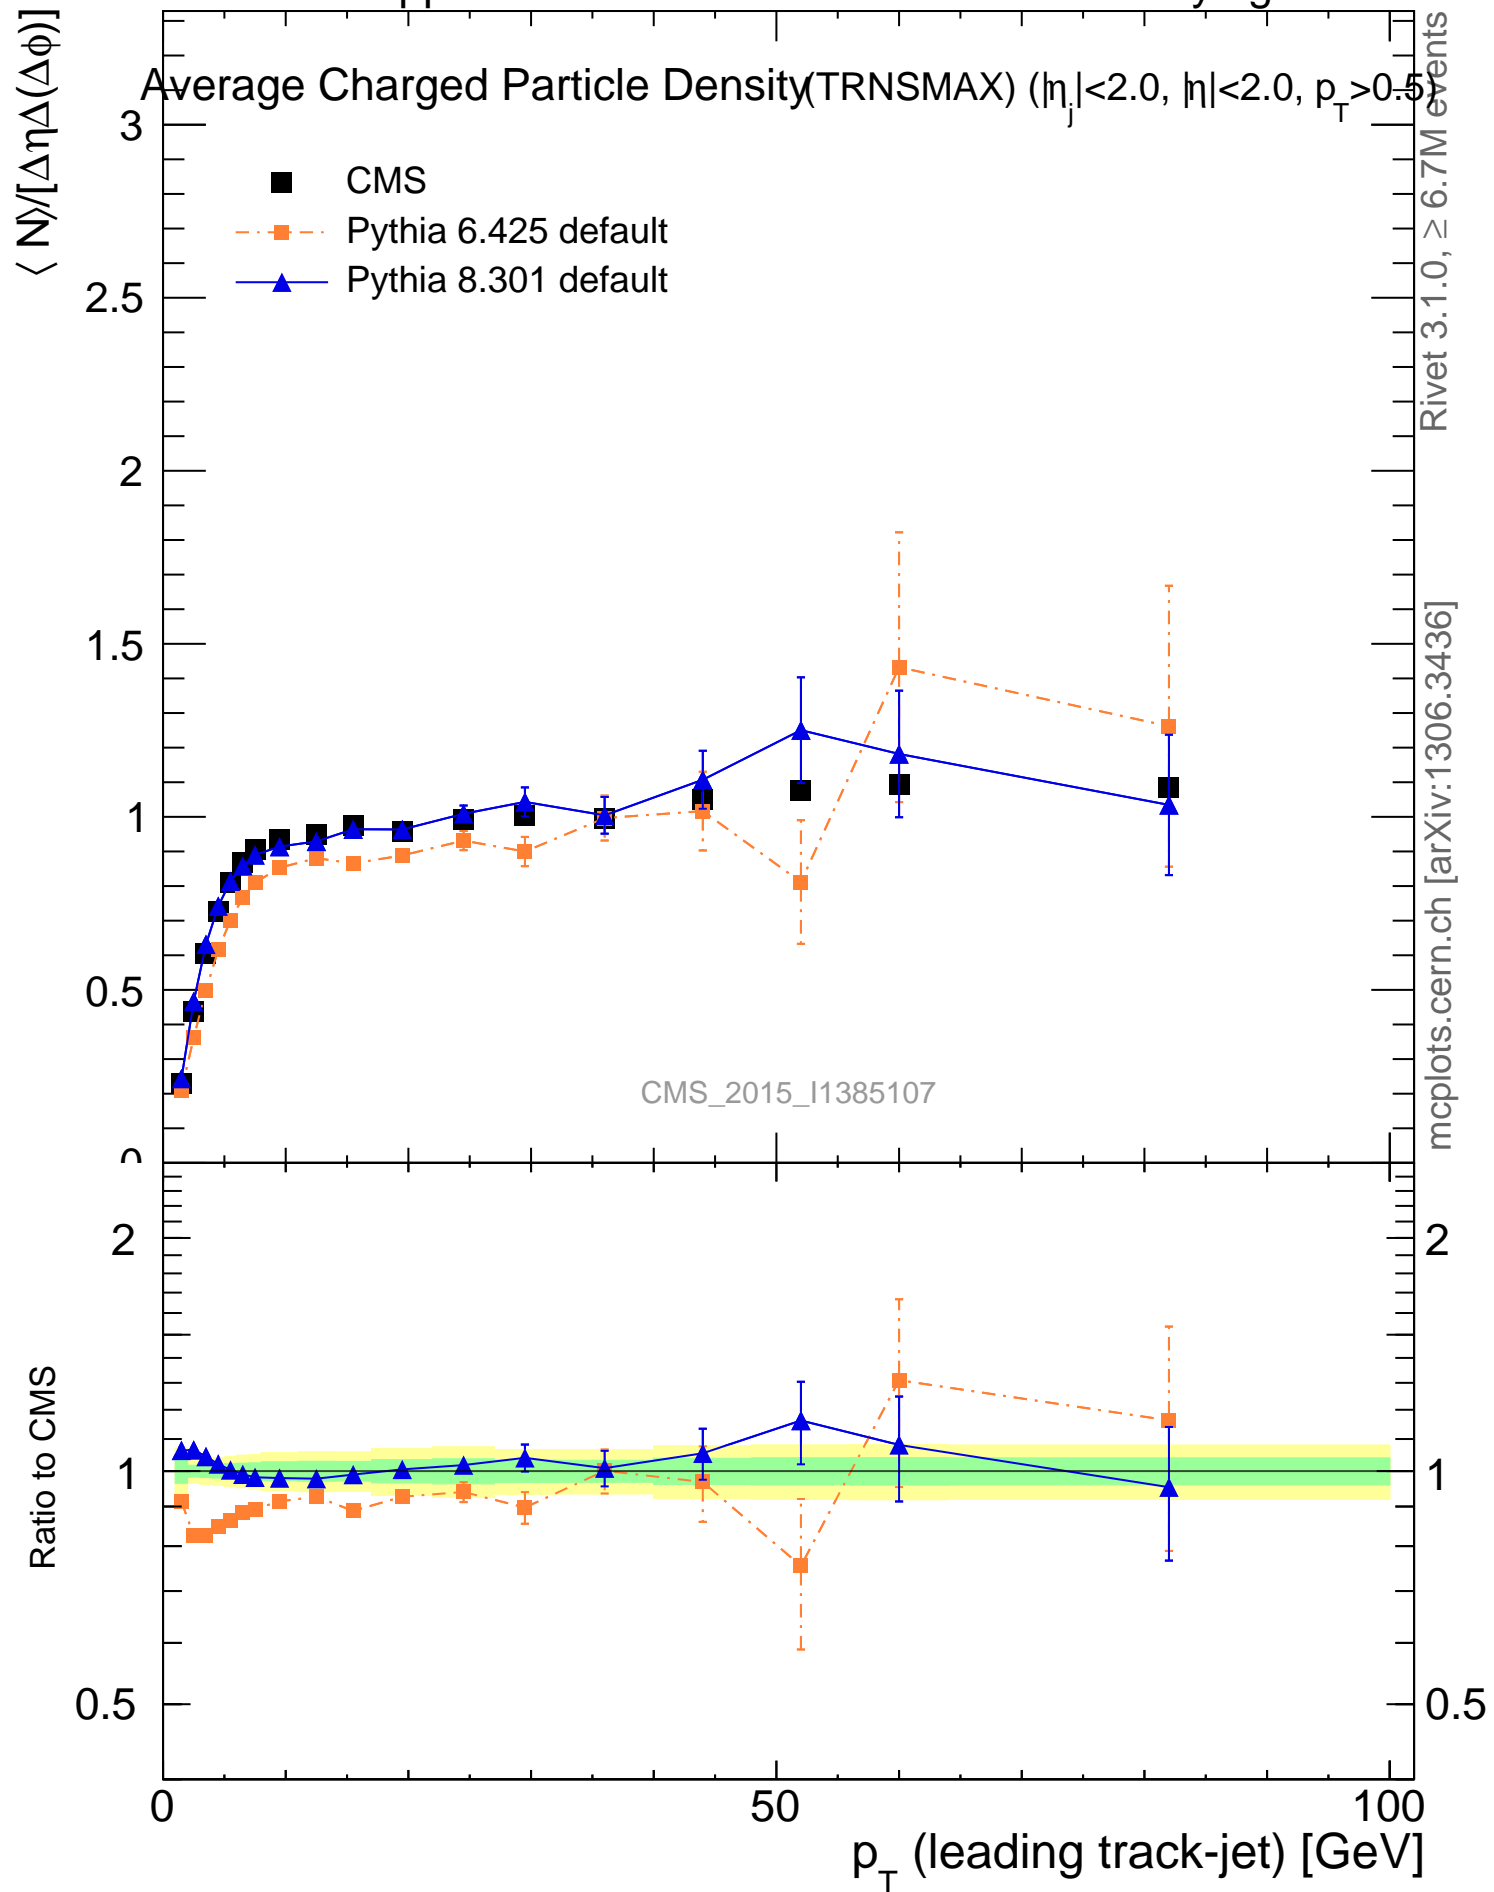 Average Charged Particle Density (TRNSMAX) (|η_j|<2.0, |η|<2.0, p_T>0.5)
⟨ N⟩/[ΔηΔ(Δϕ)]
CMS
Pythia 6.425 default
Pythia 8.301 default
3
2.5
2
1.5
1
0.5
0
CMS_2015_I1385107
Rivet 3.1.0, ≥ 6.7M events
mcplots.cern.ch [arXiv:1306.3436]
Ratio to CMS
2
1
0.5
2
1
0.5
0
50
100
p_T (leading track-jet) [GeV]